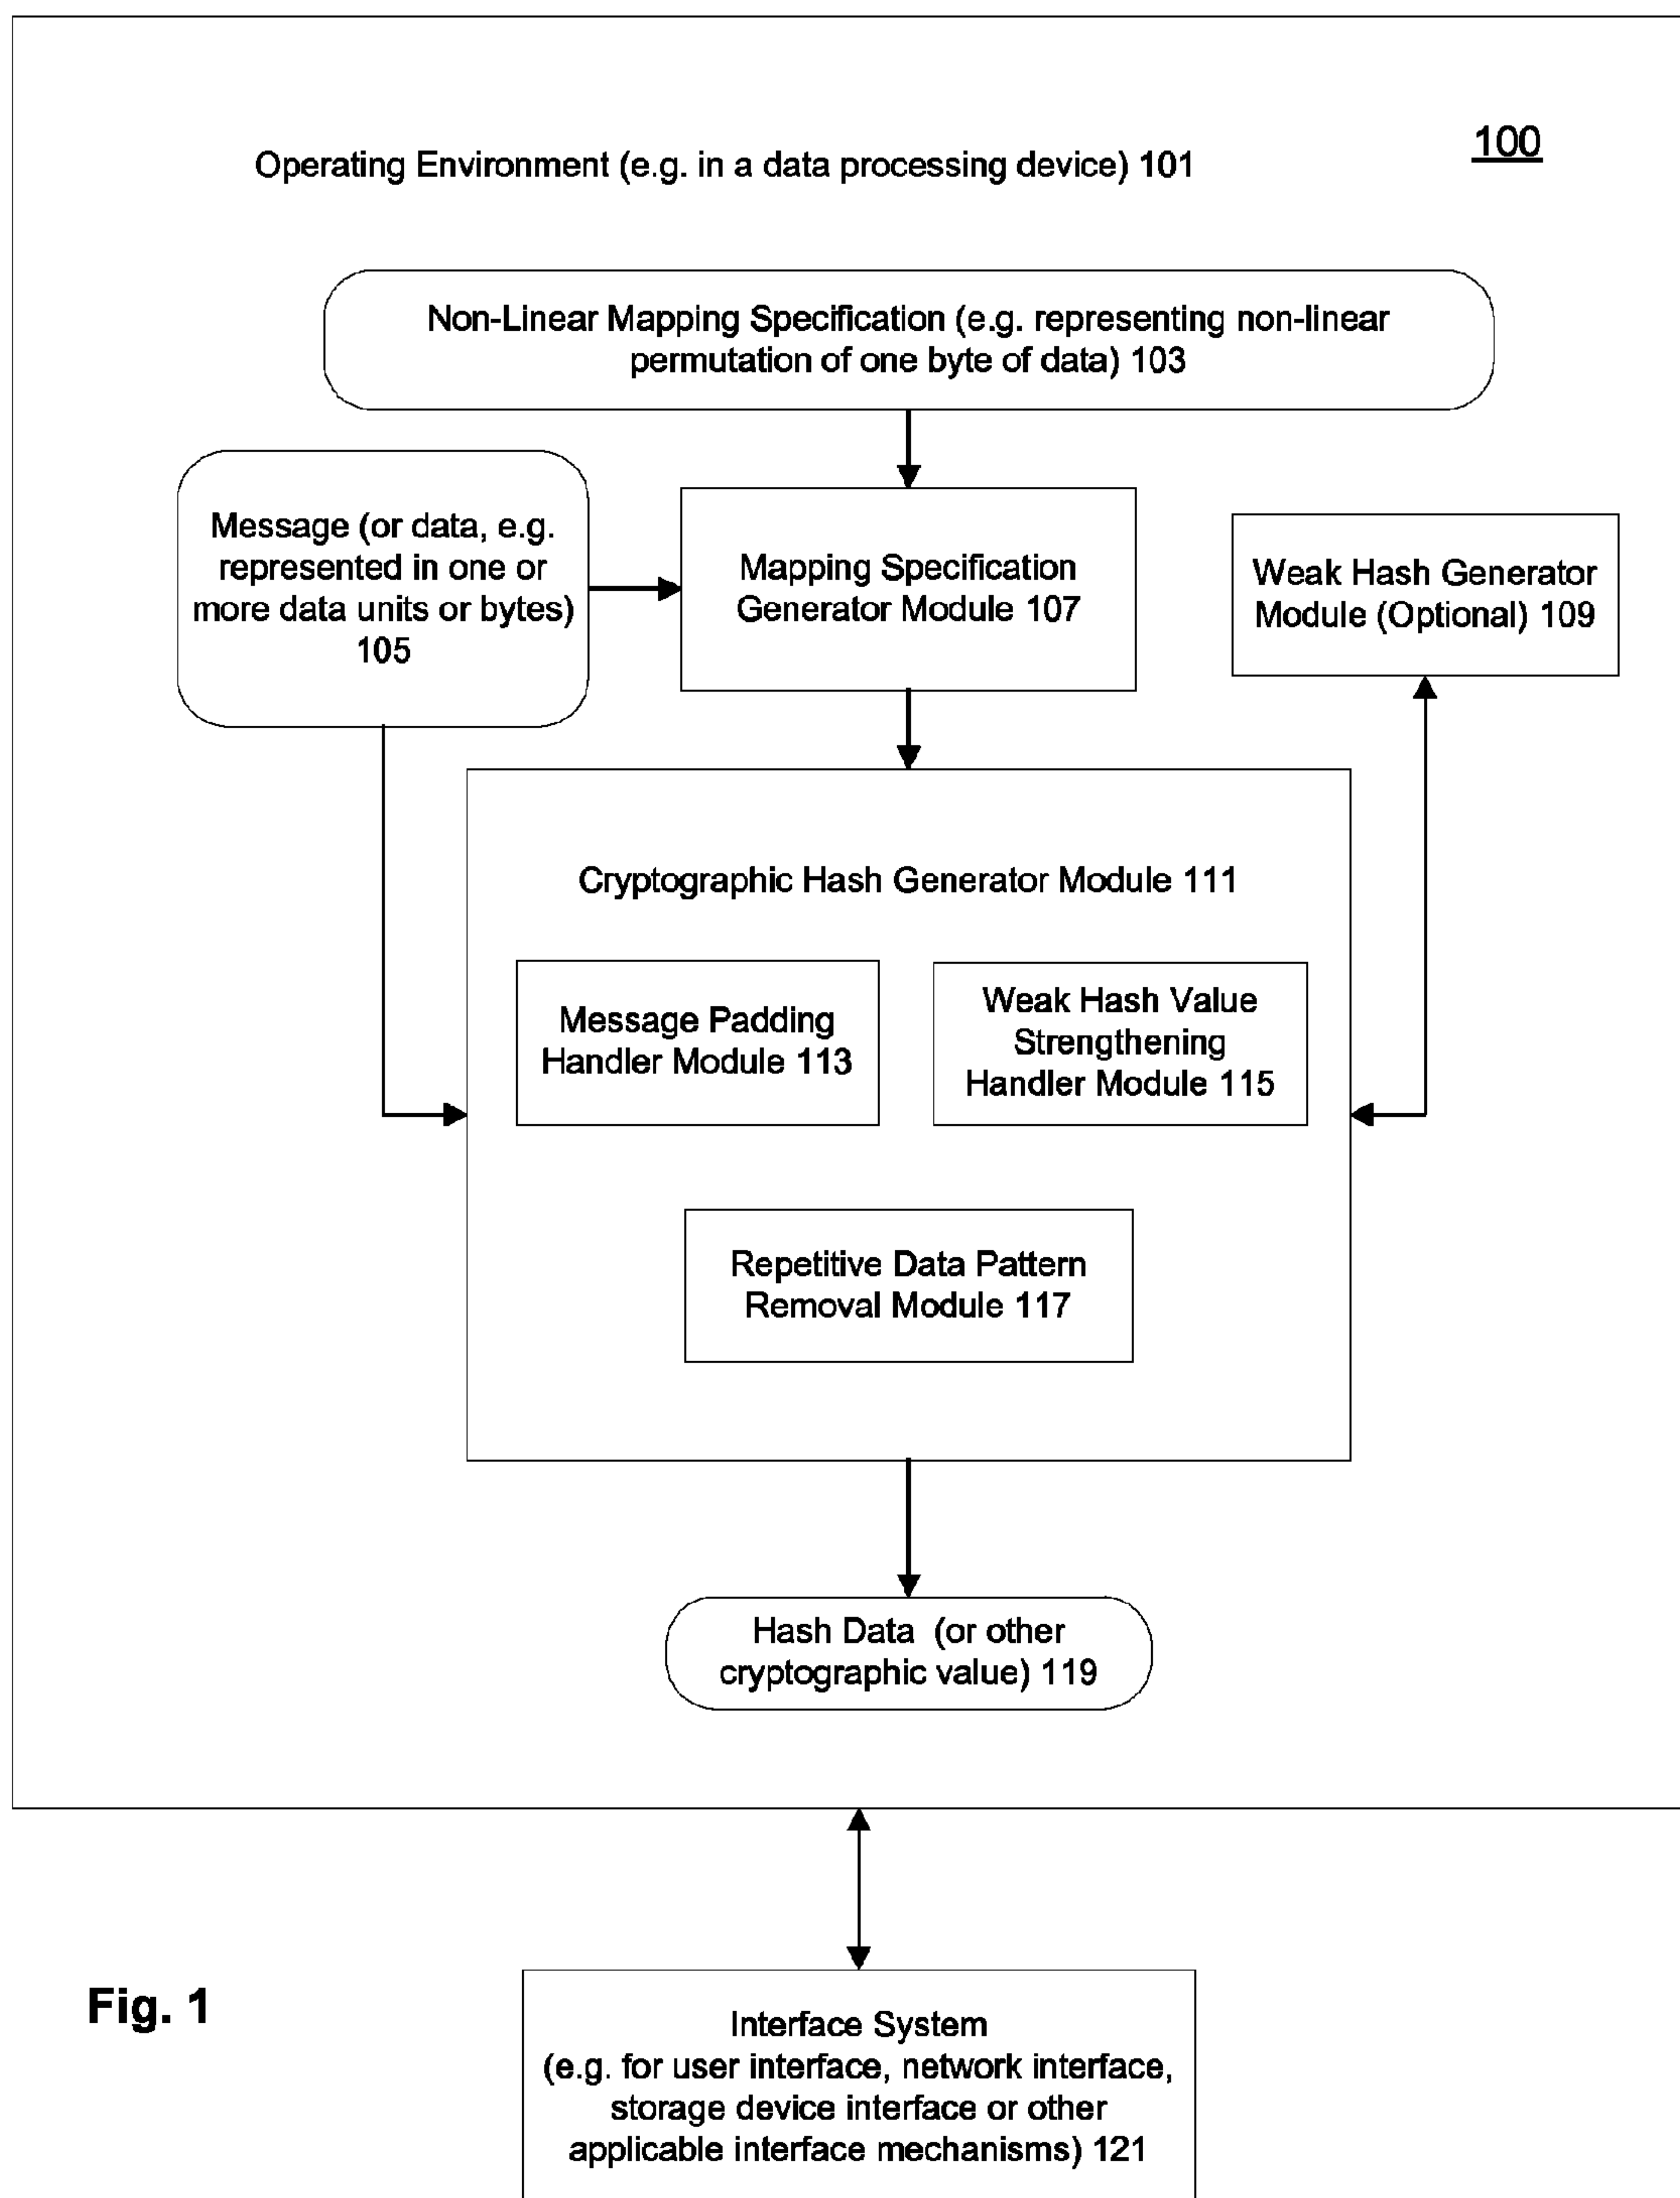 100
Operating Environment (e.g. in a data processing device) 101
Non-Linear Mapping Specification (e.g. representing non-linear
permutation of one byte of data) 103
Message (or data, e.g.
represented in one or
more data units or bytes)
105
Mapping Specification
Generator Module 107
Weak Hash Generator
Module (Optional) 109
Cryptographic Hash Generator Module 111
Message Padding
Handler Module 113
Weak Hash Value
Strengthening
Handler Module 115
Repetitive Data Pattern
Removal Module 117
Hash Data (or other
cryptographic value) 119
Fig. 1
Interface System
(e.g. for user interface, network interface,
storage device interface or other
applicable interface mechanisms) 121